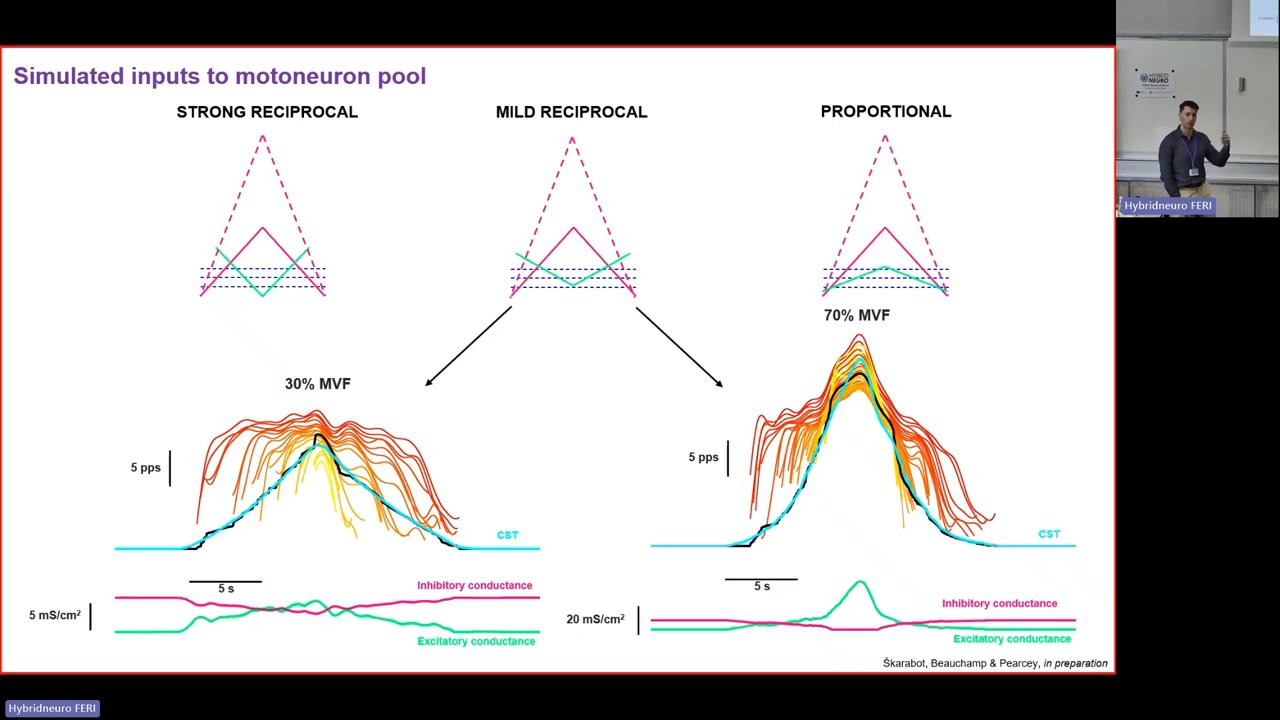 Simulated inputs to motoneuron pool
STRONG RECIPROCAL
MILD RECIPROCAL
PROPORTIONAL
70% MVF
30% MVF
5 pps
5 pps
CST
CST
5 s
5 s
Inhibitory conductance
5 mS/cm²
Excitatory conductance
Inhibitory conductance
20 mS/cm²
Excitatory conductance
Škarabot, Beauchamp & Pearcey, in preparation
HYBRID
NEURO
Hybridneuro FERI
Hybridneuro FERI